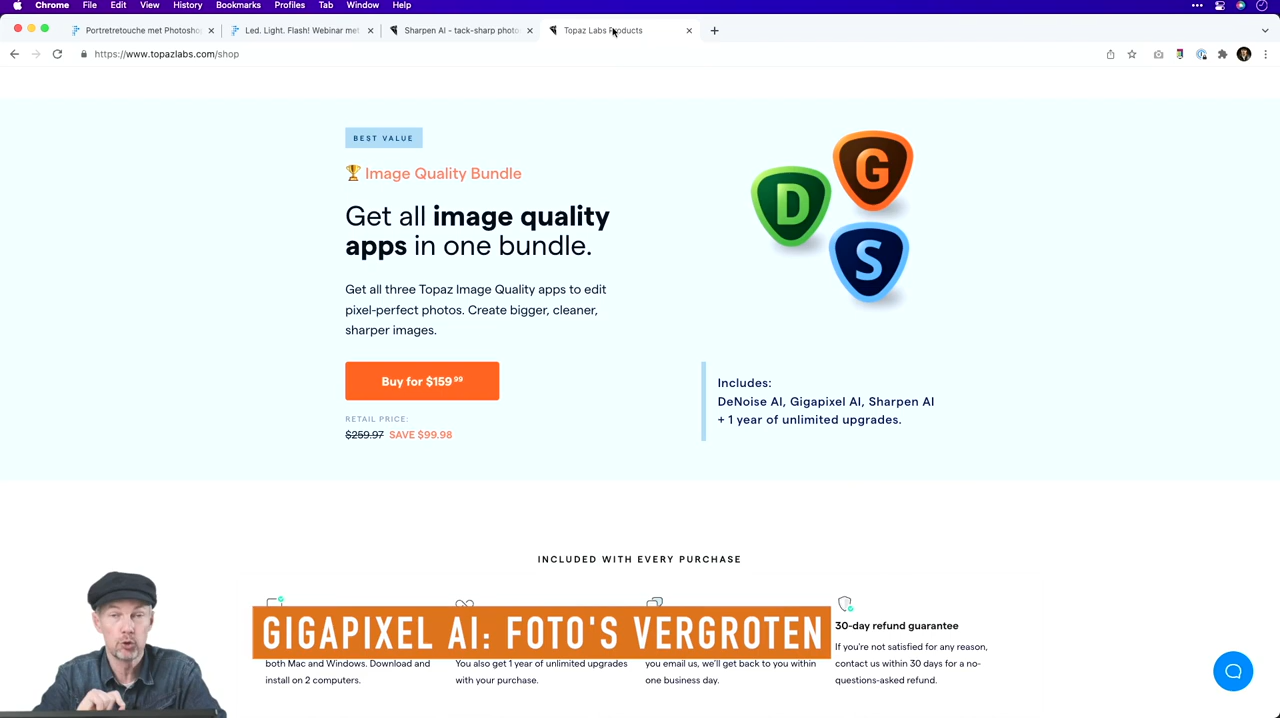 Chrome File Edit View History Bookmarks Profiles Tab Window Help
Portretretouche met Photoshop
Led. Light. Flash! Webinar met
Sharpen AI - tack-sharp photo
Topaz Labs Products
https://www.topazlabs.com/shop
BEST VALUE
🏆 Image Quality Bundle
Get all image quality
apps in one bundle.
Get all three Topaz Image Quality apps to edit
pixel-perfect photos. Create bigger, cleaner,
sharper images.
Buy for $159 99
RETAIL PRICE:
$259.97 SAVE $99.98
G
D
S
Includes:
DeNoise AI, Gigapixel AI, Sharpen AI
+ 1 year of unlimited upgrades.
INCLUDED WITH EVERY PURCHASE
GIGAPIXEL AI: FOTO'S VERGROTEN
both Mac and Windows. Download and
install on 2 computers.
You also get 1 year of unlimited upgrades
with your purchase.
you email us, we'll get back to you within
one business day.
30-day refund guarantee
If you're not satisfied for any reason,
contact us within 30 days for a no-
questions-asked refund.